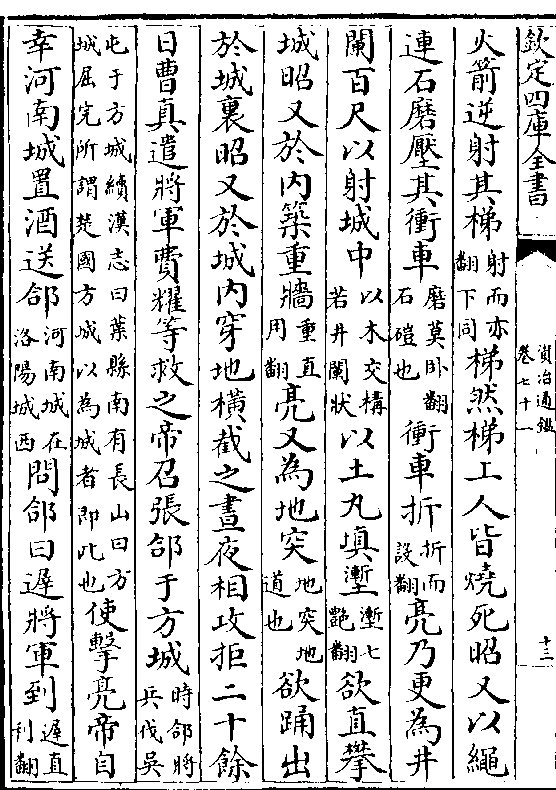 欽定四庫全書
資治通鑑
卷七十一
十三
火箭逆射其梯射而亦翻下同梯然梯上人皆燒死昭又以繩
連石磨壓其衝車磨莫卧翻石磑也衝車折折而設翻亮乃更為井
闌百尺以射城中以木交構若井闌狀以土丸填壍壍七艷翻欲直攀
城昭又於内築重牆重直用翻亮又為地突地突地道也欲踊出
於城裏昭又於城内穿地横截之晝夜相攻拒二十餘
日曹真遣將軍費耀等救之帝召張郃于方城時郃將兵伐吳
屯于方城續漢志曰葉縣南有長山曰方城屈完所謂楚國方城以為城者即此也使擊亮帝自
幸河南城置酒送郃河南城在洛陽城西問郃曰遲將軍到遲直利翻